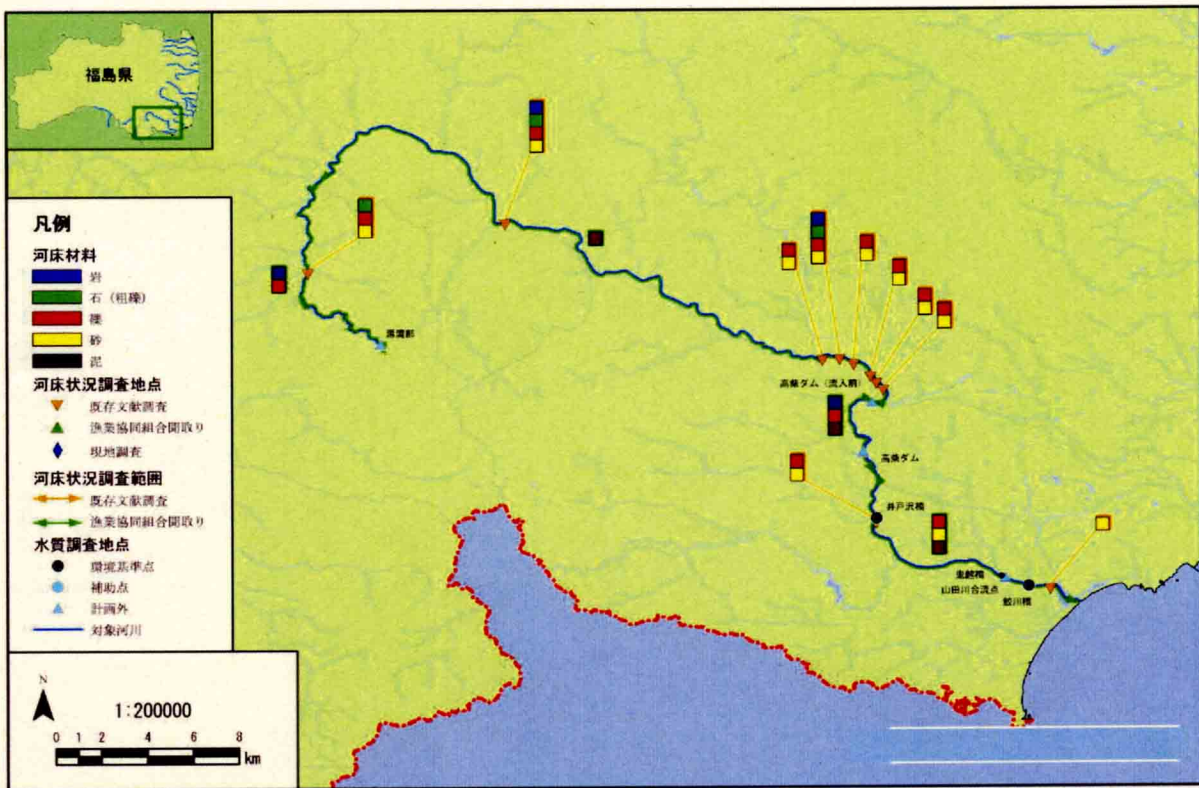 福島県
凡例
河床材料
岩
石（粗礫）
礫
砂
泥
河床状況調査地点
既存文献調査
漁業協同組合聞取り
現地調査
河床状況調査範囲
既存文献調査
漁業協同組合聞取り
水質調査地点
環境基準点
補助点
計画外
対象河川
N
1:200000
0 1 2 4 6 8
km
高柴ダム（流入前）
高柴ダム
井戸沢橋
鬼越橋
山田川合流点
鮫川橋